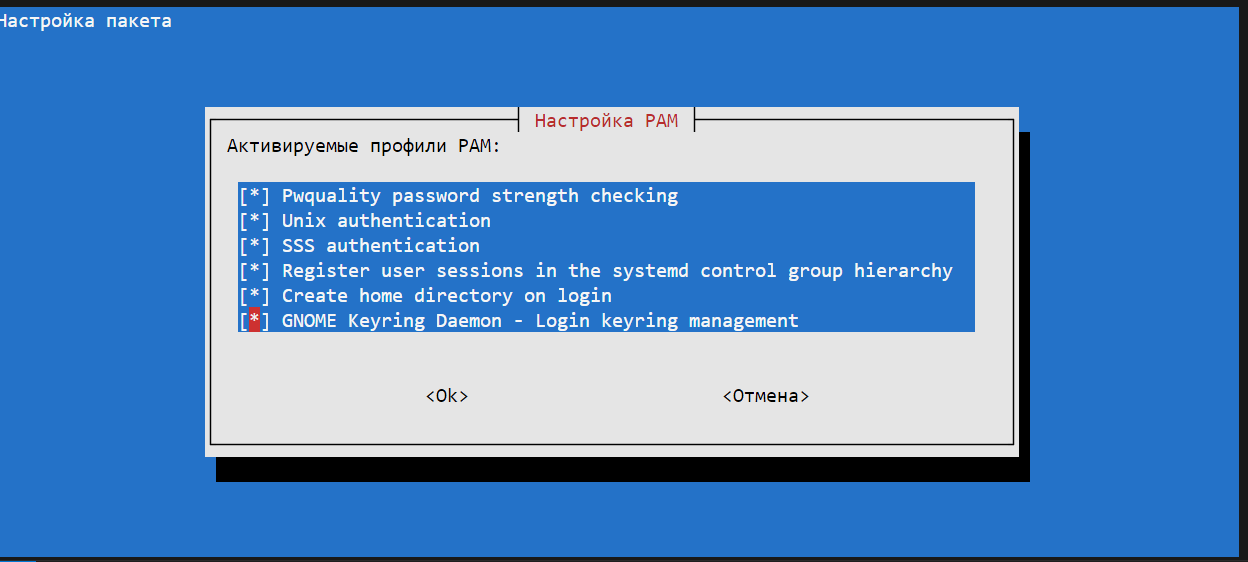 Настройка пакета
Настройка PAM
Активируемые профили PAM:
[*] Pwquality password strength checking
[*] Unix authentication
[*] SSS authentication
[*] Register user sessions in the systemd control group hierarchy
[*] Create home directory on login
[*] GNOME Keyring Daemon - Login keyring management
<Ok> <Отмена>